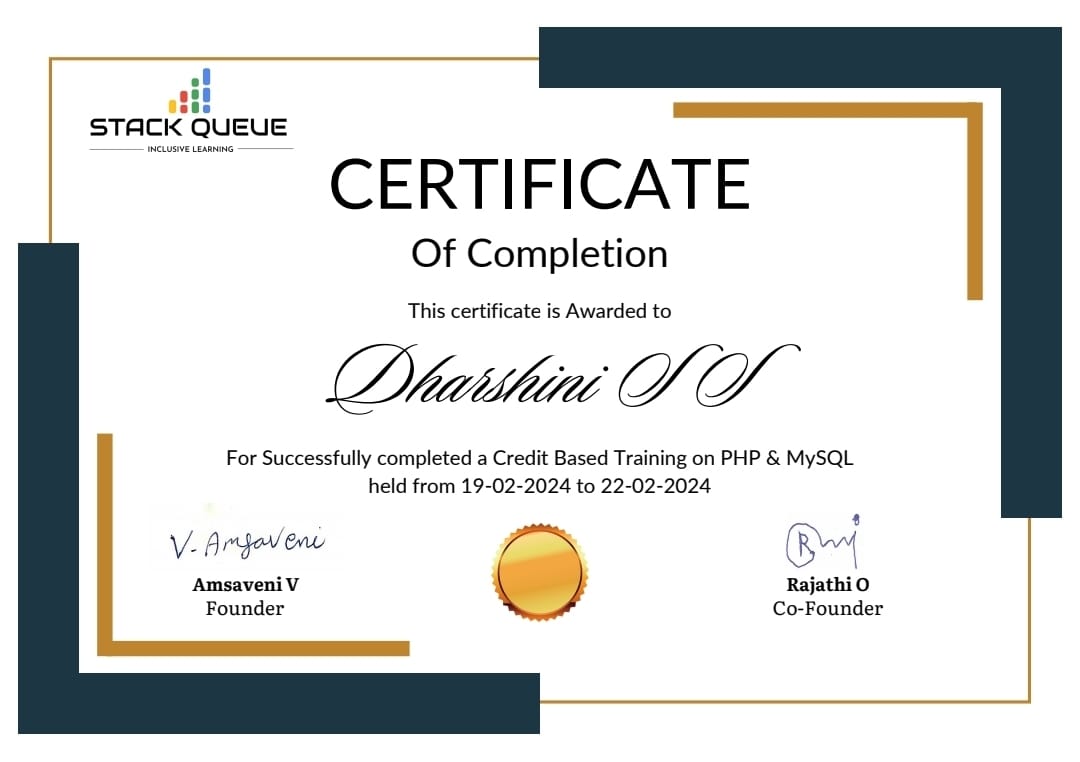 STACK QUEUE
INCLUSIVE LEARNING
CERTIFICATE
Of Completion
This certificate is Awarded to
Dharshini S S
For Successfully completed a Credit Based Training on PHP & MySQL
held from 19-02-2024 to 22-02-2024
V. Amsaveni
Amsaveni V
Founder
Rajathi O
Co-Founder